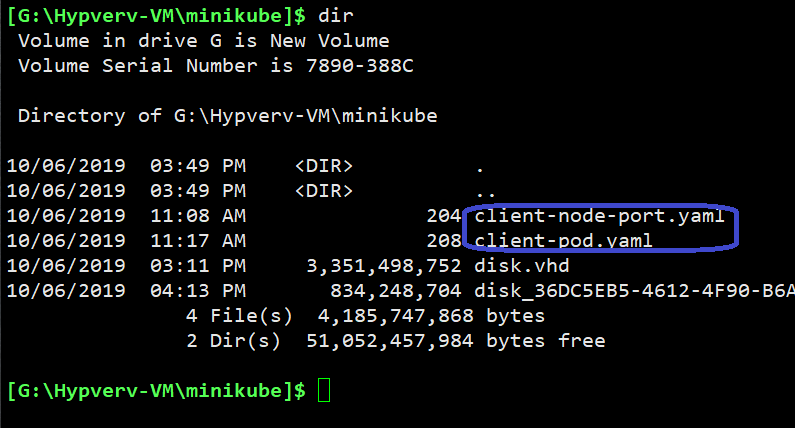 [G:\Hypverv-VM\minikube]$ dir
Volume in drive G is New Volume
Volume Serial Number is 7890-388C
Directory of G:\Hypverv-VM\minikube
10/06/2019 03:49 PM <DIR> .
10/06/2019 03:49 PM <DIR> ..
10/06/2019 11:08 AM 204 client-node-port.yaml
10/06/2019 11:17 AM 208 client-pod.yaml
10/06/2019 03:11 PM 3,351,498,752 disk.vhd
10/06/2019 04:13 PM 834,248,704 disk_36DC5EB5-4612-4F90-B6A
4 File(s) 4,185,747,868 bytes
2 Dir(s) 51,052,457,984 bytes free
[G:\Hypverv-VM\minikube]$